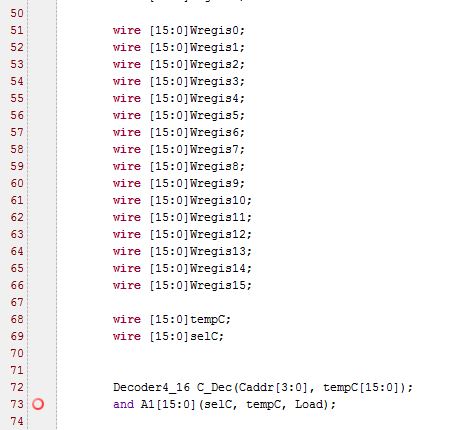 50
51 wire [15:0]Wregis0;
52 wire [15:0]Wregis1;
53 wire [15:0]Wregis2;
54 wire [15:0]Wregis3;
55 wire [15:0]Wregis4;
56 wire [15:0]Wregis5;
57 wire [15:0]Wregis6;
58 wire [15:0]Wregis7;
59 wire [15:0]Wregis8;
60 wire [15:0]Wregis9;
61 wire [15:0]Wregis10;
62 wire [15:0]Wregis11;
63 wire [15:0]Wregis12;
64 wire [15:0]Wregis13;
65 wire [15:0]Wregis14;
66 wire [15:0]Wregis15;
67
68 wire [15:0]tempC;
69 wire [15:0]selC;
70
71
72 Decoder4_16 C_Dec(Caddr[3:0], tempC[15:0]);
73 and A1[15:0](selC, tempC, Load);
74